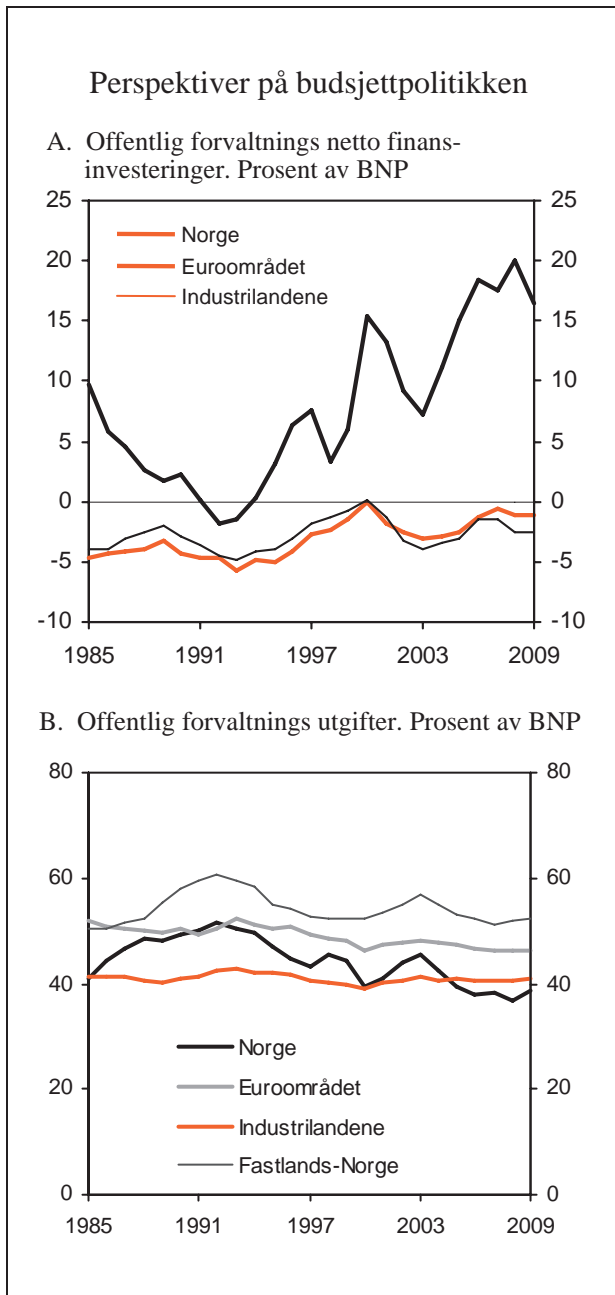 Perspektiver på budsjettpolitikken
A. Offentlig forvaltnings netto finans-
investeringer. Prosent av BNP
25 25
20 20
15 15
10 10
5 5
0 0
-5 -5
-10 -10
Norge
Euroområdet
Industrilandene
1985 1991 1997 2003 2009
B. Offentlig forvaltnings utgifter. Prosent av BNP
80 80
60 60
40 40
20 20
0 0
Norge
Euroområdet
Industrilandene
Fastlands-Norge
1985 1991 1997 2003 2009